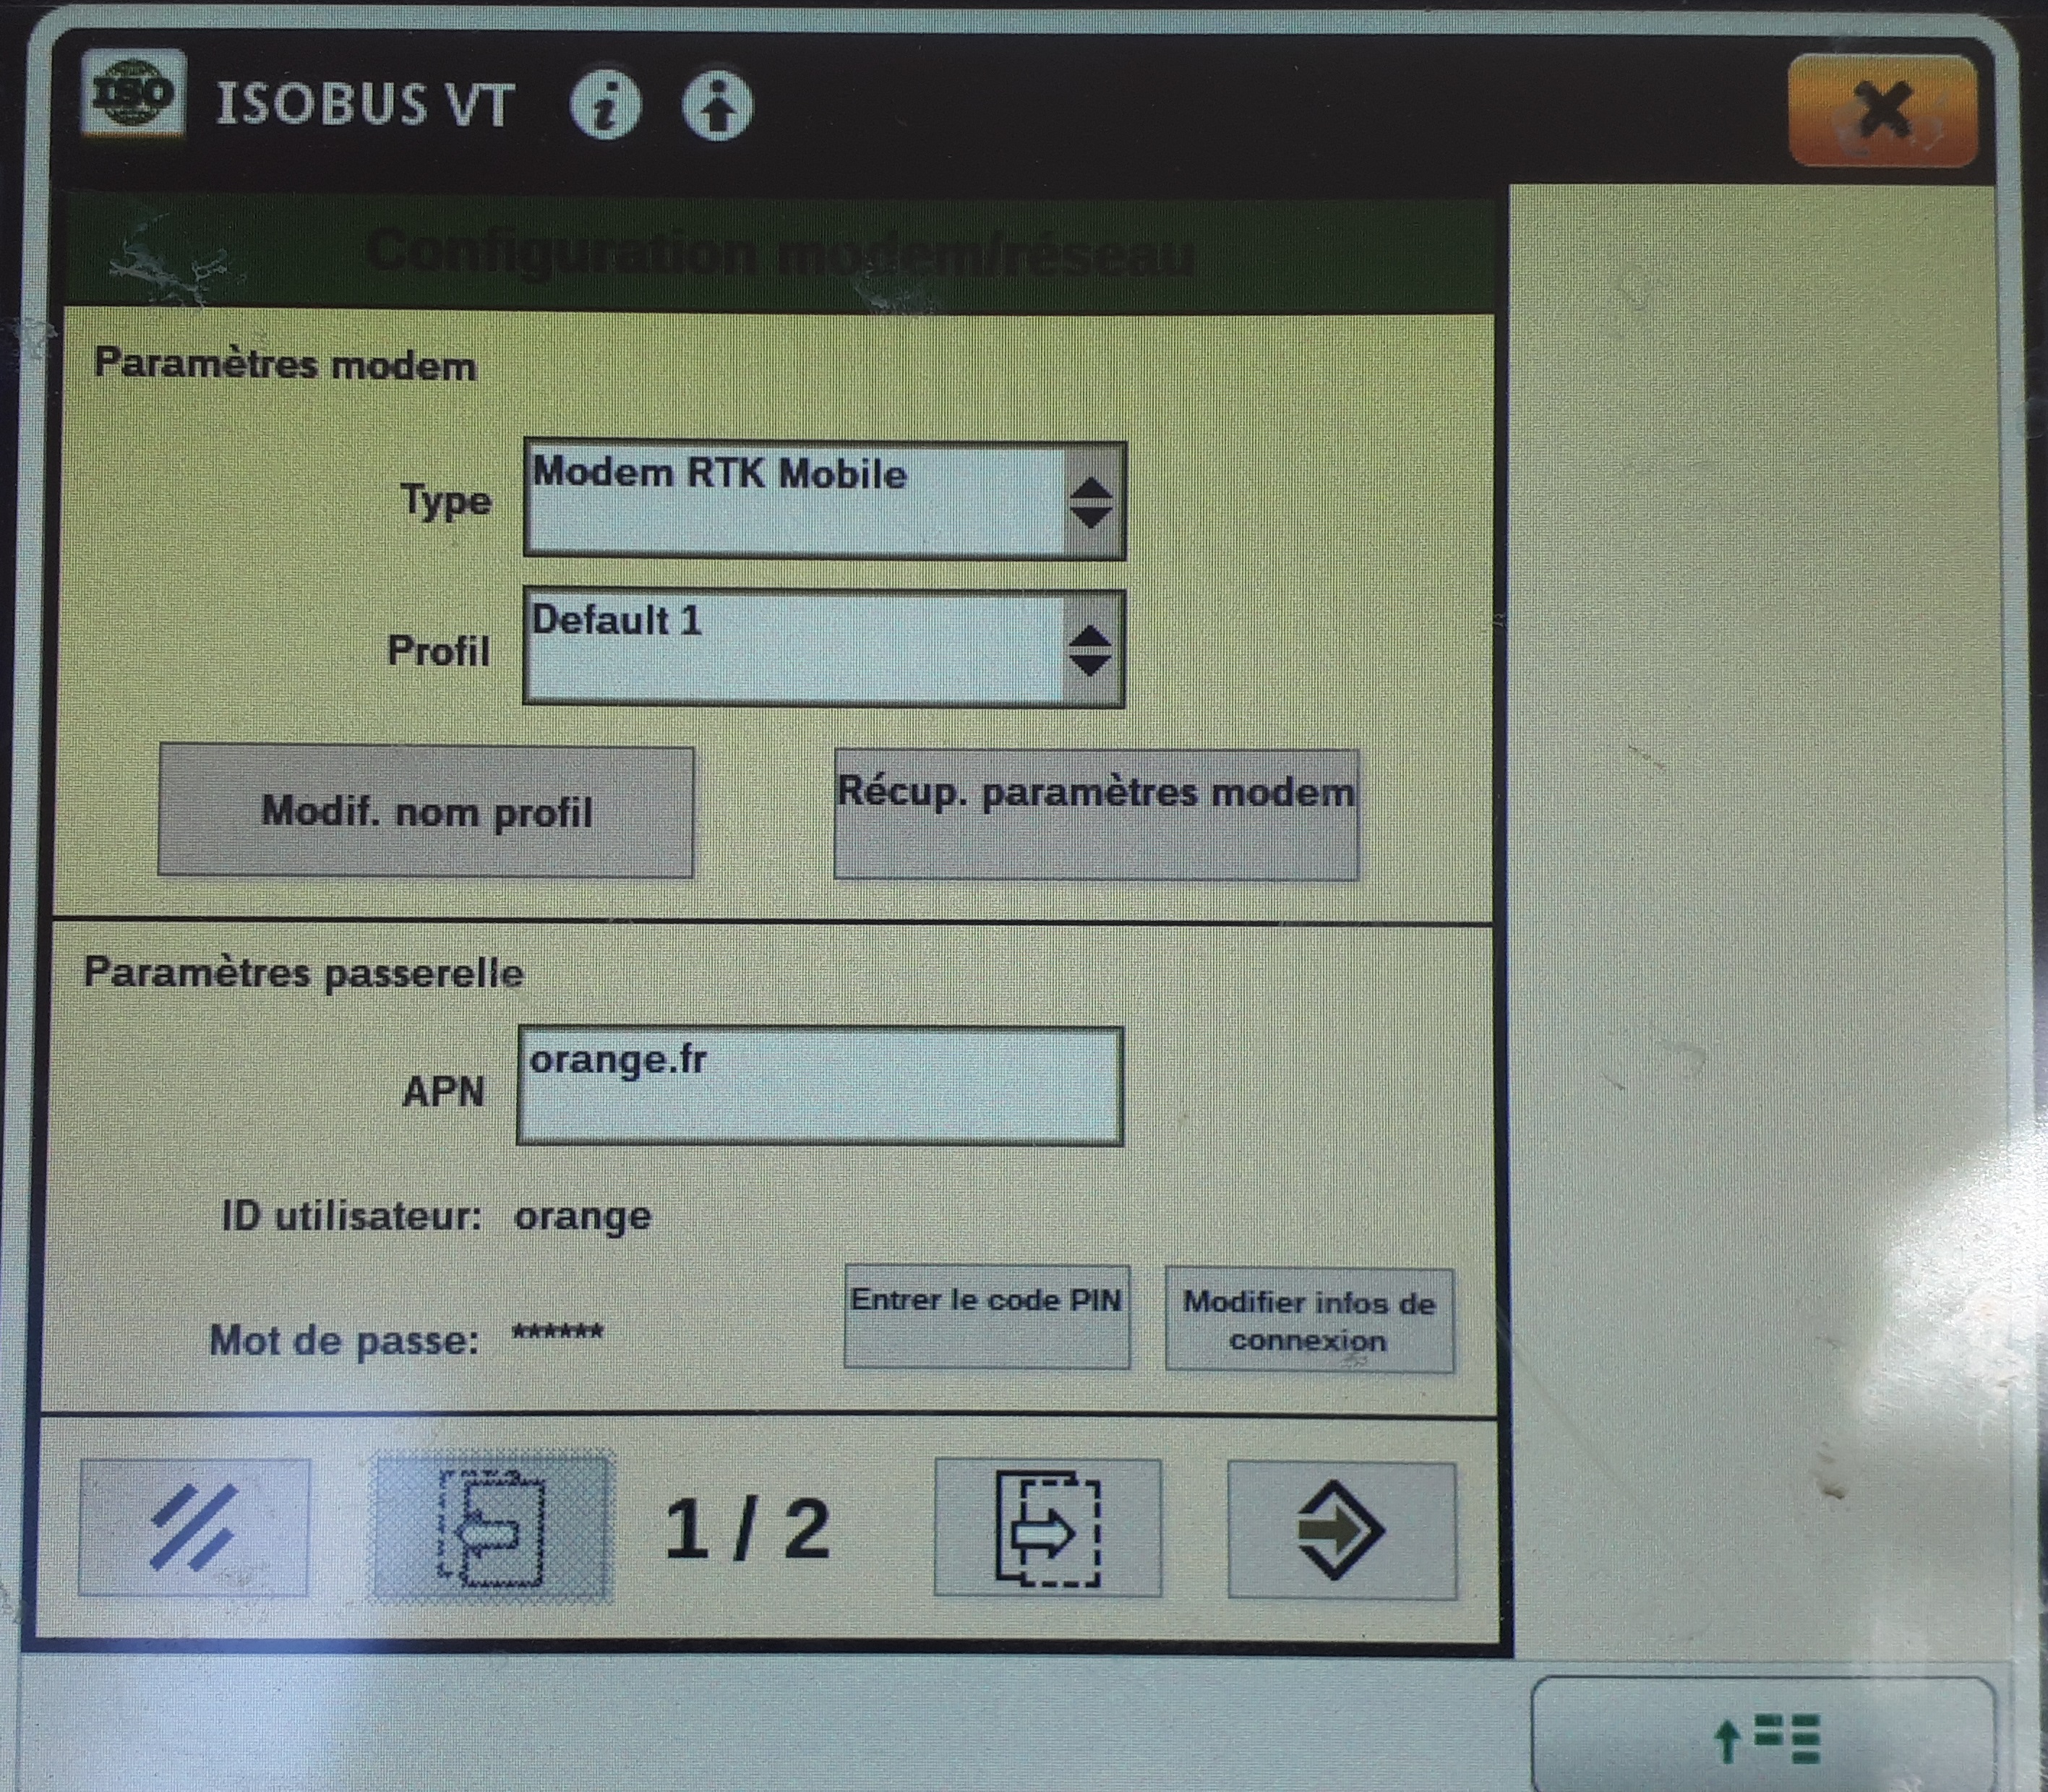 ISO
ISOBUS VT
Configuration modem/réseau
Paramètres modem
Type
Modem RTK Mobile
Profil
Default 1
Modif. nom profil
Récup. paramètres modem
Paramètres passerelle
APN
orange.fr
ID utilisateur: orange
Mot de passe: ******
Entrer le code PIN
Modifier infos de
connexion
1 / 2